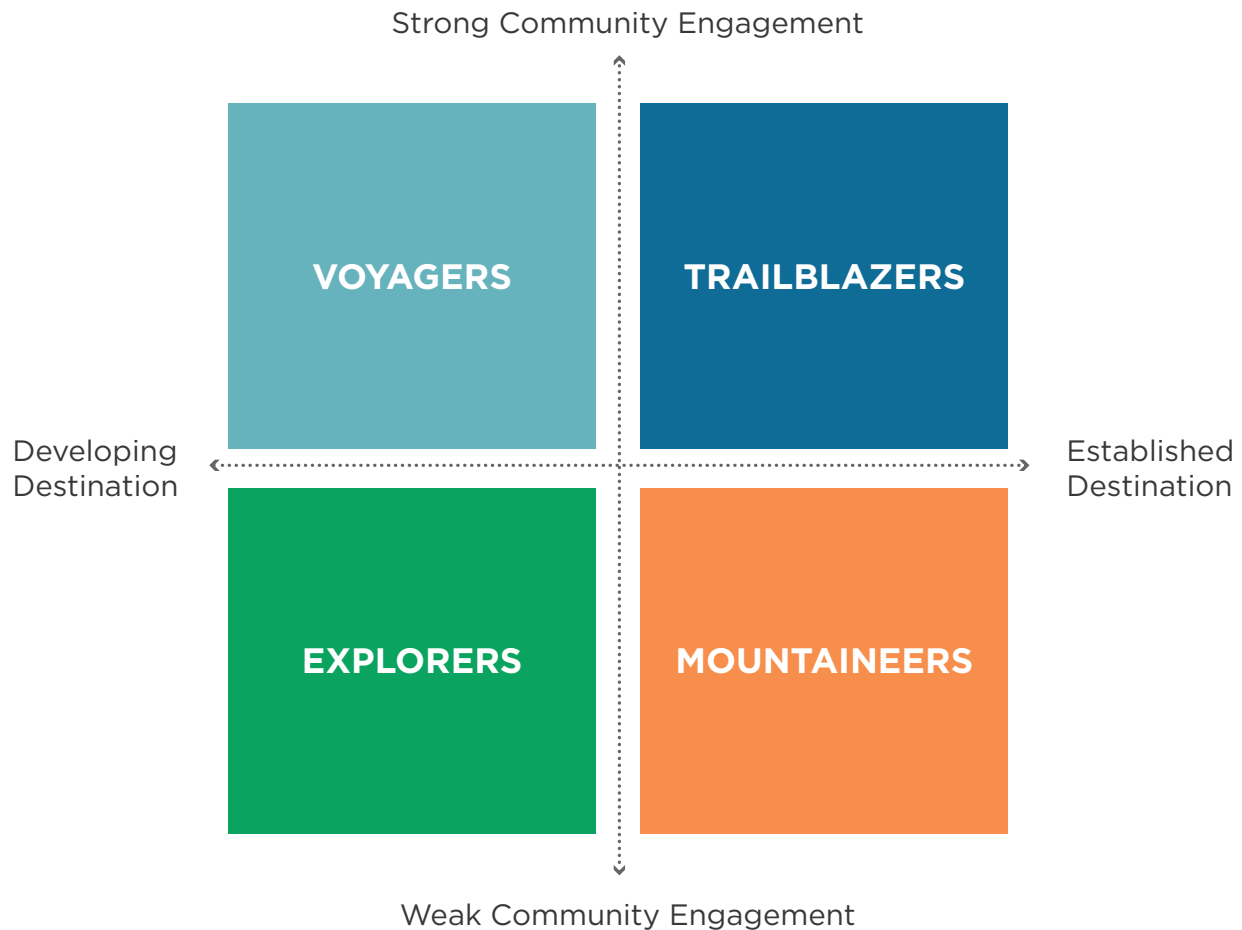 Strong Community Engagement
VOYAGERS
TRAILBLAZERS
Developing
Destination
Established
Destination
EXPLORERS
MOUNTAINEERS
Weak Community Engagement